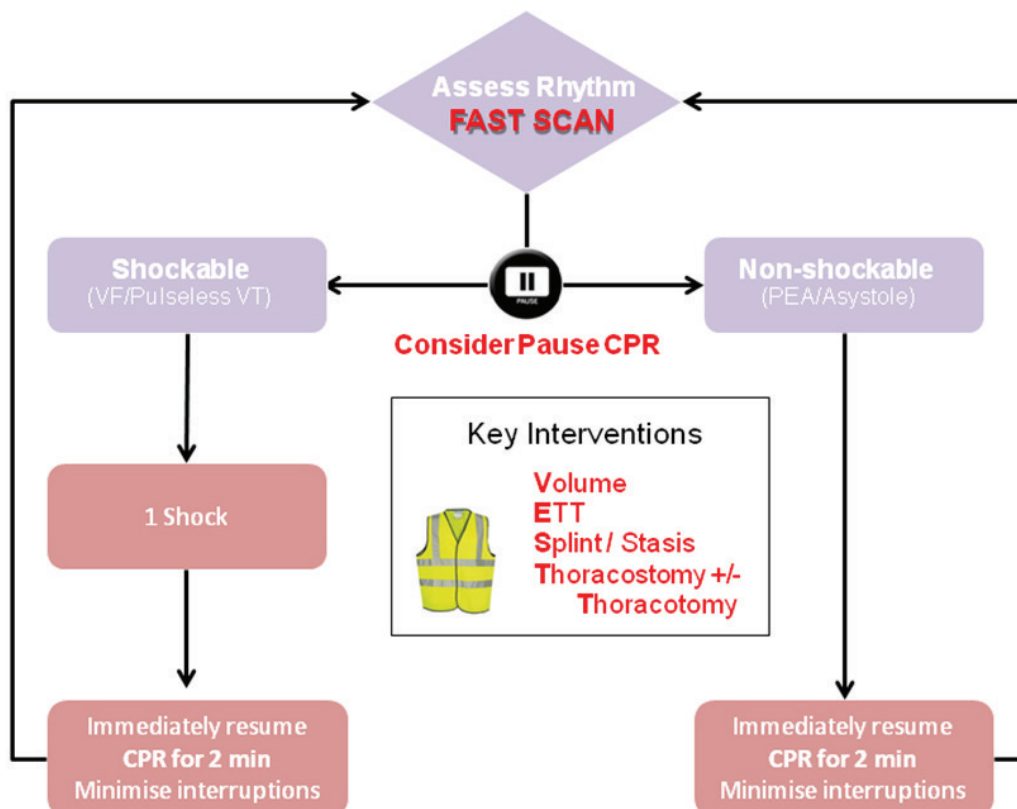 Assess Rhythm
FAST SCAN
Shockable
(VF/Pulseless VT)
PAUSE
Non-shockable
(PEA/Asystole)
Consider Pause CPR
Key Interventions
Volume
ETT
Splint / Stasis
Thoracostomy +/-
Thoracotomy
1 Shock
Immediately resume
CPR for 2 min
Minimise interruptions
Immediately resume
CPR for 2 min
Minimise interruptions